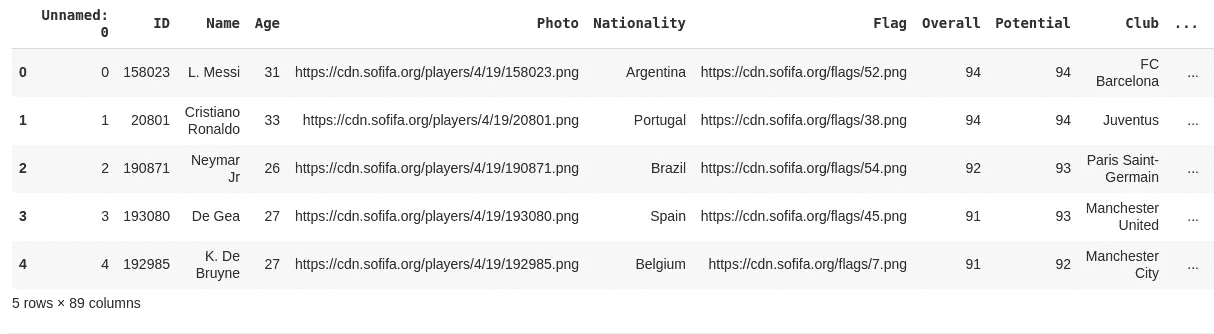 Unnamed: 0 ID Name Age Photo Nationality Flag Overall Potential Club ...
0 0 158023 L. Messi 31 https://cdn.sofifa.org/players/4/19/158023.png Argentina https://cdn.sofifa.org/flags/52.png 94 94 FC Barcelona ...
1 1 20801 Cristiano Ronaldo 33 https://cdn.sofifa.org/players/4/19/20801.png Portugal https://cdn.sofifa.org/flags/38.png 94 94 Juventus ...
2 2 190871 Neymar Jr 26 https://cdn.sofifa.org/players/4/19/190871.png Brazil https://cdn.sofifa.org/flags/54.png 92 93 Paris Saint-Germain ...
3 3 193080 De Gea 27 https://cdn.sofifa.org/players/4/19/193080.png Spain https://cdn.sofifa.org/flags/45.png 91 93 Manchester United ...
4 4 192985 K. De Bruyne 27 https://cdn.sofifa.org/players/4/19/192985.png Belgium https://cdn.sofifa.org/flags/7.png 91 92 Manchester City ...
5 rows × 89 columns